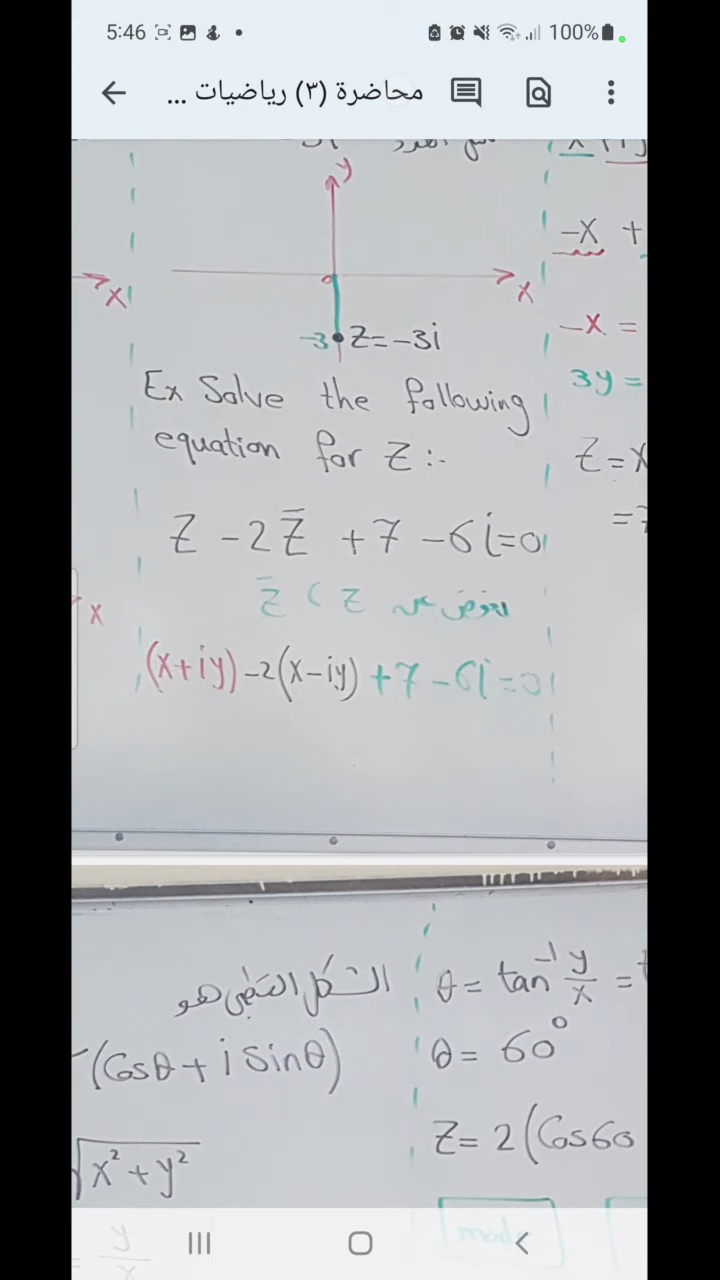 5:46
100%
محاضرة (٣) رياضيات ...
y
X
-X +
X
-3 Z=-3i
-X =
Ex Solve the following
3y =
equation for Z :-
Z=X
Z - 2Z̄ + 7 - 6i=0
=7
نعوض عن Z , Z̄
X
(x+iy)-2(x-iy)+7-6i=0
الشكل القطبي هو
θ = tan⁻¹ y/x =
(Cosθ + i Sinθ)
θ = 60°
Z= 2 (Cos60
√x²+y²
= y/x
mode